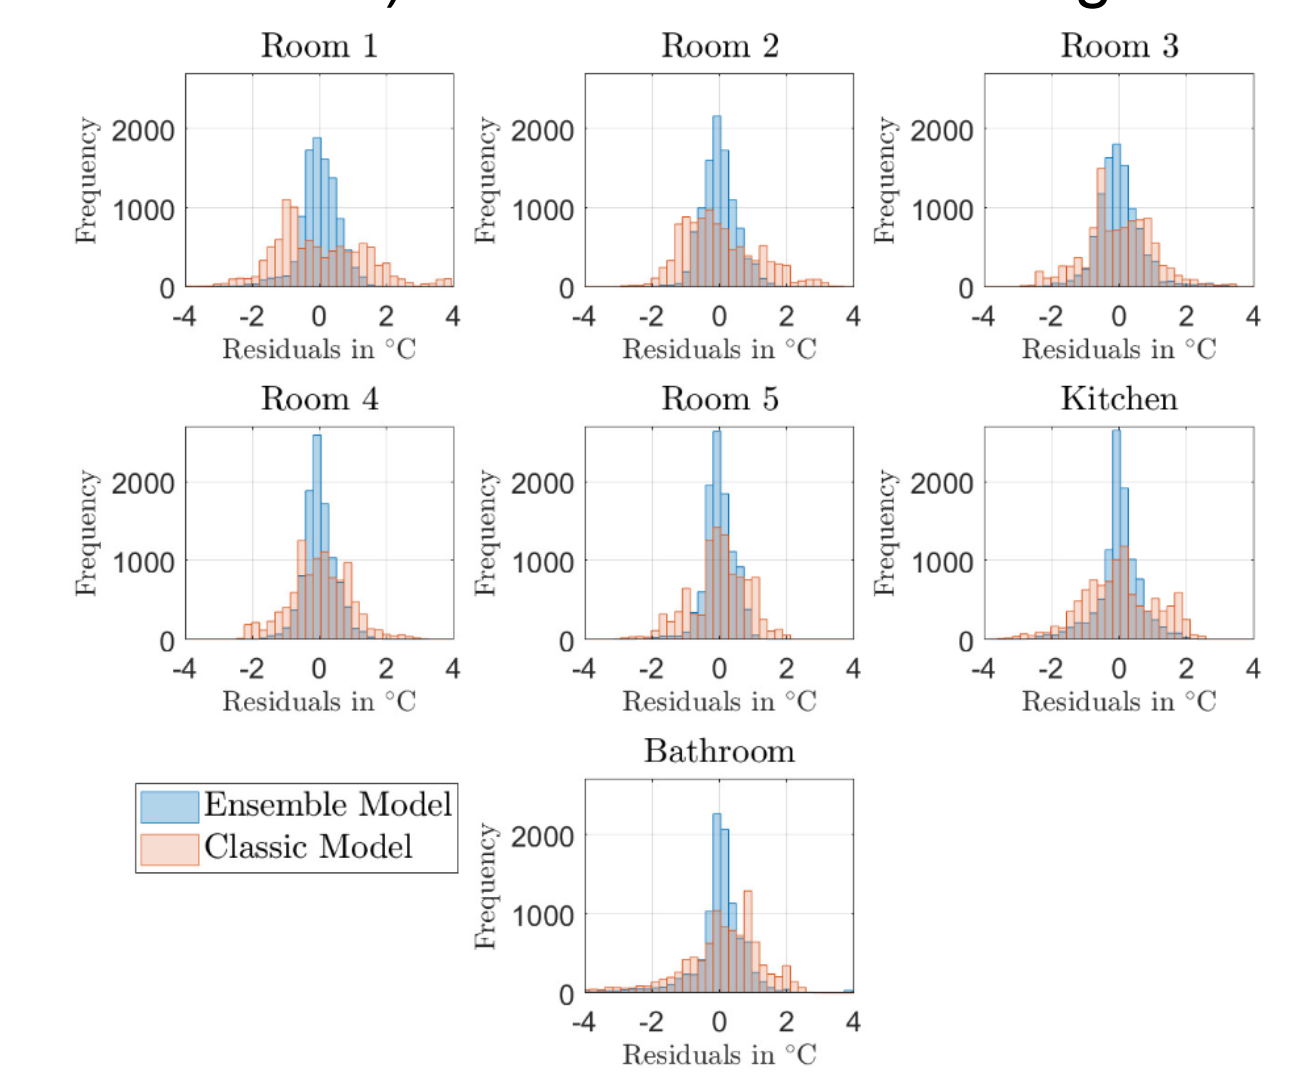 Room 1
Frequency
2000
1000
0
-4 -2 0 2 4
Residuals in °C
Room 2
Frequency
2000
1000
0
-4 -2 0 2 4
Residuals in °C
Room 3
Frequency
2000
1000
0
-4 -2 0 2 4
Residuals in °C
Room 4
Frequency
2000
1000
0
-4 -2 0 2 4
Residuals in °C
Room 5
Frequency
2000
1000
0
-4 -2 0 2 4
Residuals in °C
Kitchen
Frequency
2000
1000
0
-4 -2 0 2 4
Residuals in °C
Ensemble Model
Classic Model
Bathroom
Frequency
2000
1000
0
-4 -2 0 2 4
Residuals in °C